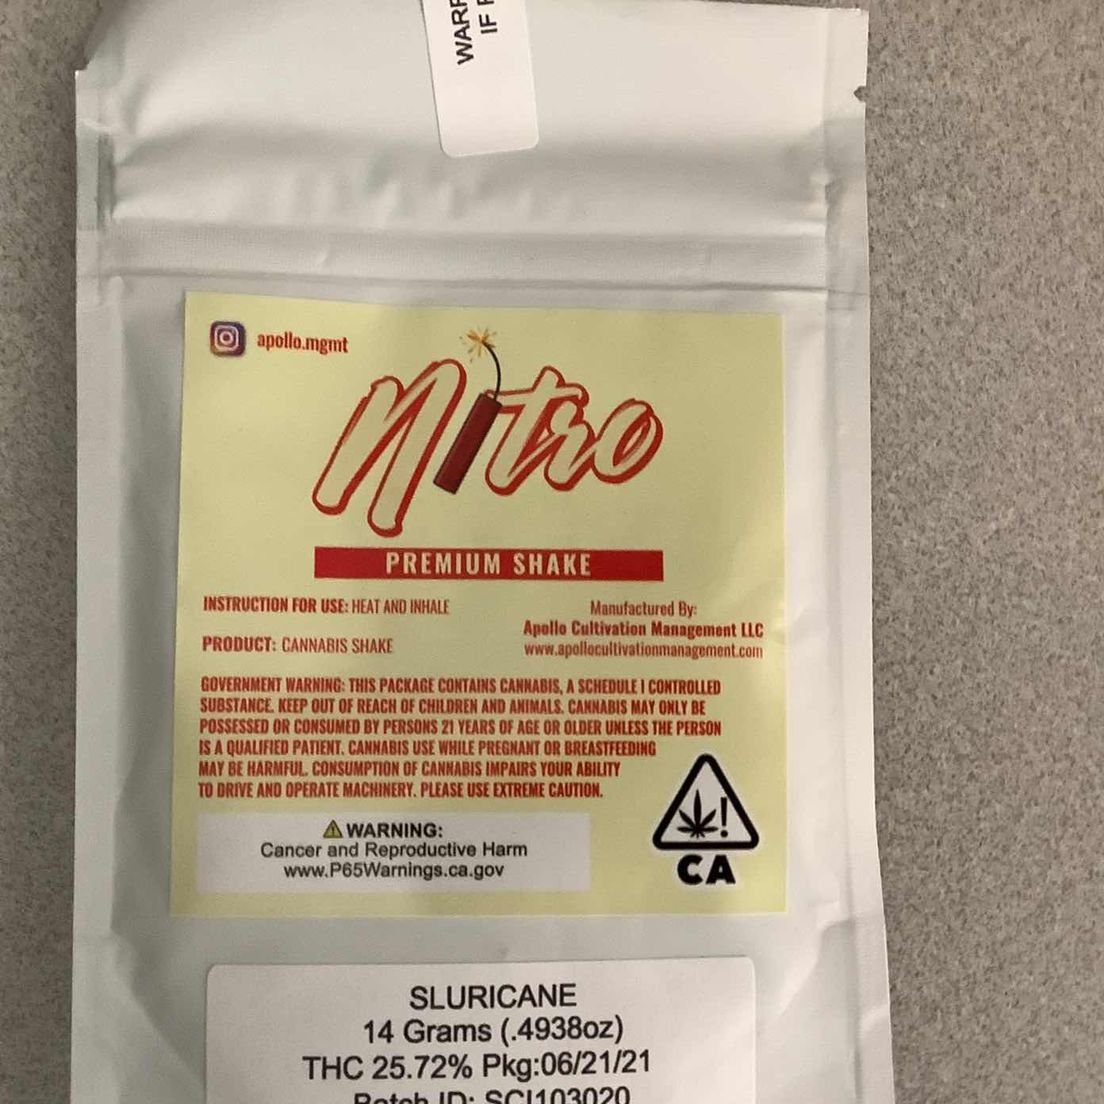 WARR
IF F
apollo.mgmt
Nitro
PREMIUM SHAKE
INSTRUCTION FOR USE: HEAT AND INHALE
PRODUCT: CANNABIS SHAKE
Manufactured By:
Apollo Cultivation Management LLC
www.apollocultivationmanagement.com
GOVERNMENT WARNING: THIS PACKAGE CONTAINS CANNABIS, A SCHEDULE I CONTROLLED
SUBSTANCE. KEEP OUT OF REACH OF CHILDREN AND ANIMALS. CANNABIS MAY ONLY BE
POSSESSED OR CONSUMED BY PERSONS 21 YEARS OF AGE OR OLDER UNLESS THE PERSON
IS A QUALIFIED PATIENT. CANNABIS USE WHILE PREGNANT OR BREASTFEEDING
MAY BE HARMFUL. CONSUMPTION OF CANNABIS IMPAIRS YOUR ABILITY
TO DRIVE AND OPERATE MACHINERY. PLEASE USE EXTREME CAUTION.
WARNING:
Cancer and Reproductive Harm
www.P65Warnings.ca.gov
CA
SLURICANE
14 Grams (.4938oz)
THC 25.72% Pkg:06/21/21
Batch ID: SCI103020